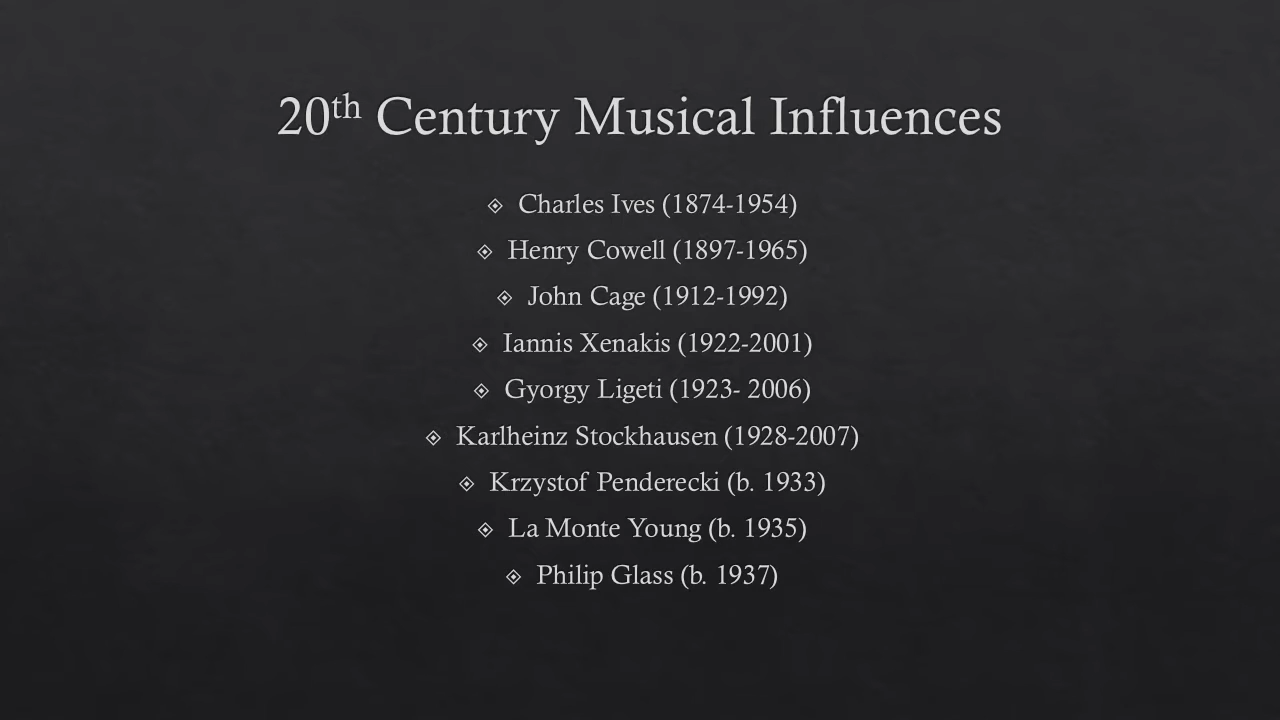 20th Century Musical Influences
Charles Ives (1874-1954)
Henry Cowell (1897-1965)
John Cage (1912-1992)
Iannis Xenakis (1922-2001)
Gyorgy Ligeti (1923- 2006)
Karlheinz Stockhausen (1928-2007)
Krzystof Penderecki (b. 1933)
La Monte Young (b. 1935)
Philip Glass (b. 1937)